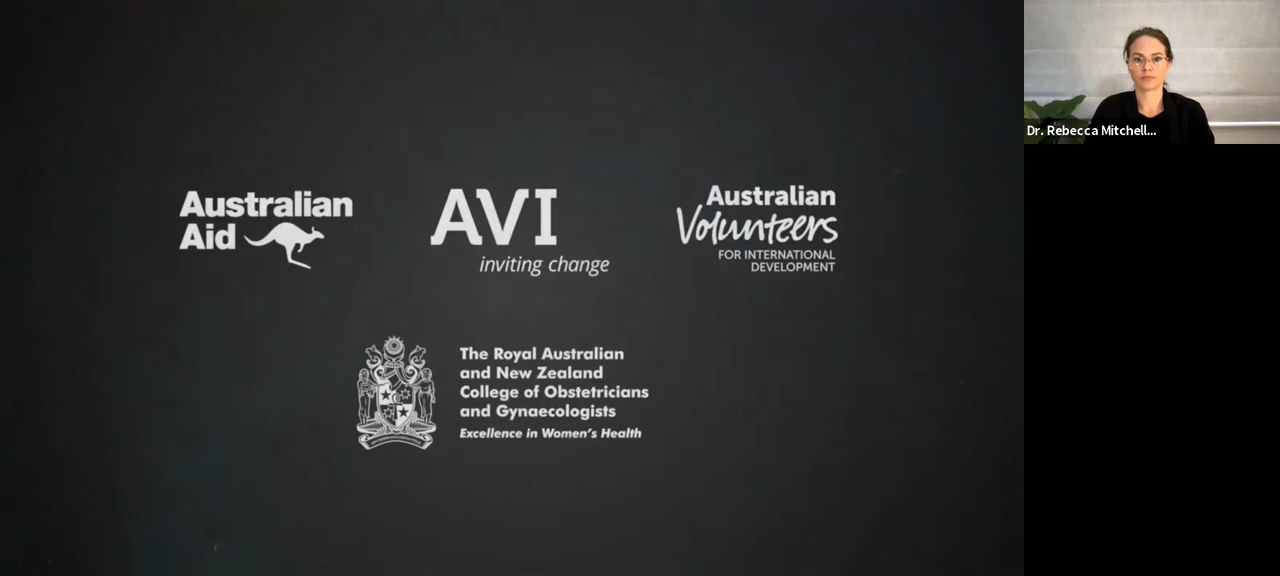 Australian
Aid
AVI
inviting change
Australian
Volunteers
FOR INTERNATIONAL
DEVELOPMENT
The Royal Australian
and New Zealand
College of Obstetricians
and Gynaecologists
Excellence in Women's Health
Dr. Rebecca Mitchell...